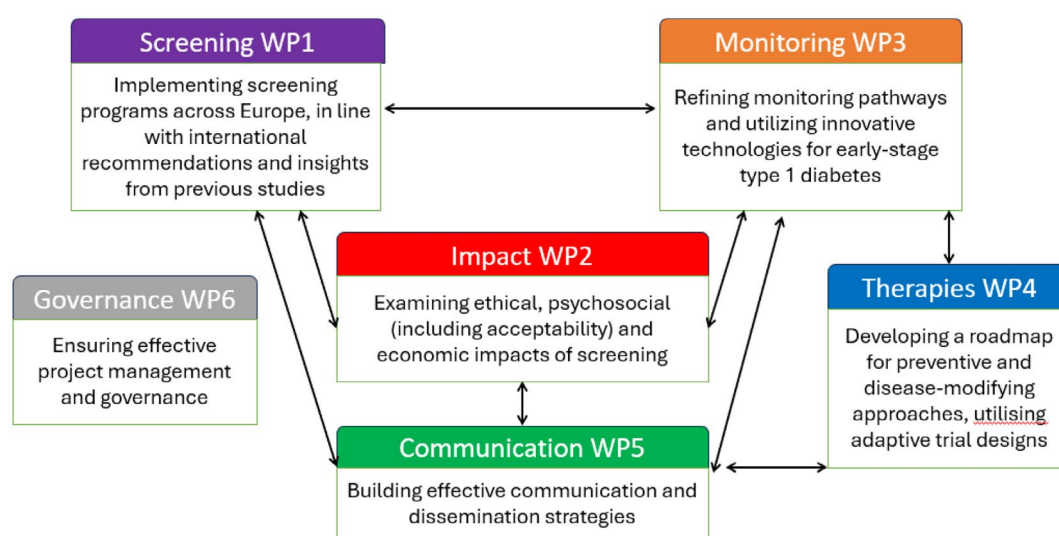 Screening WP1
Implementing screening
programs across Europe, in line
with international
recommendations and insights
from previous studies
Monitoring WP3
Refining monitoring pathways
and utilizing innovative
technologies for early-stage
type 1 diabetes
Impact WP2
Examining ethical, psychosocial
(including acceptability) and
economic impacts of screening
Governance WP6
Ensuring effective
project management
and governance
Therapies WP4
Developing a roadmap
for preventive and
disease-modifying
approaches, utilising
adaptive trial designs
Communication WP5
Building effective communication and
dissemination strategies